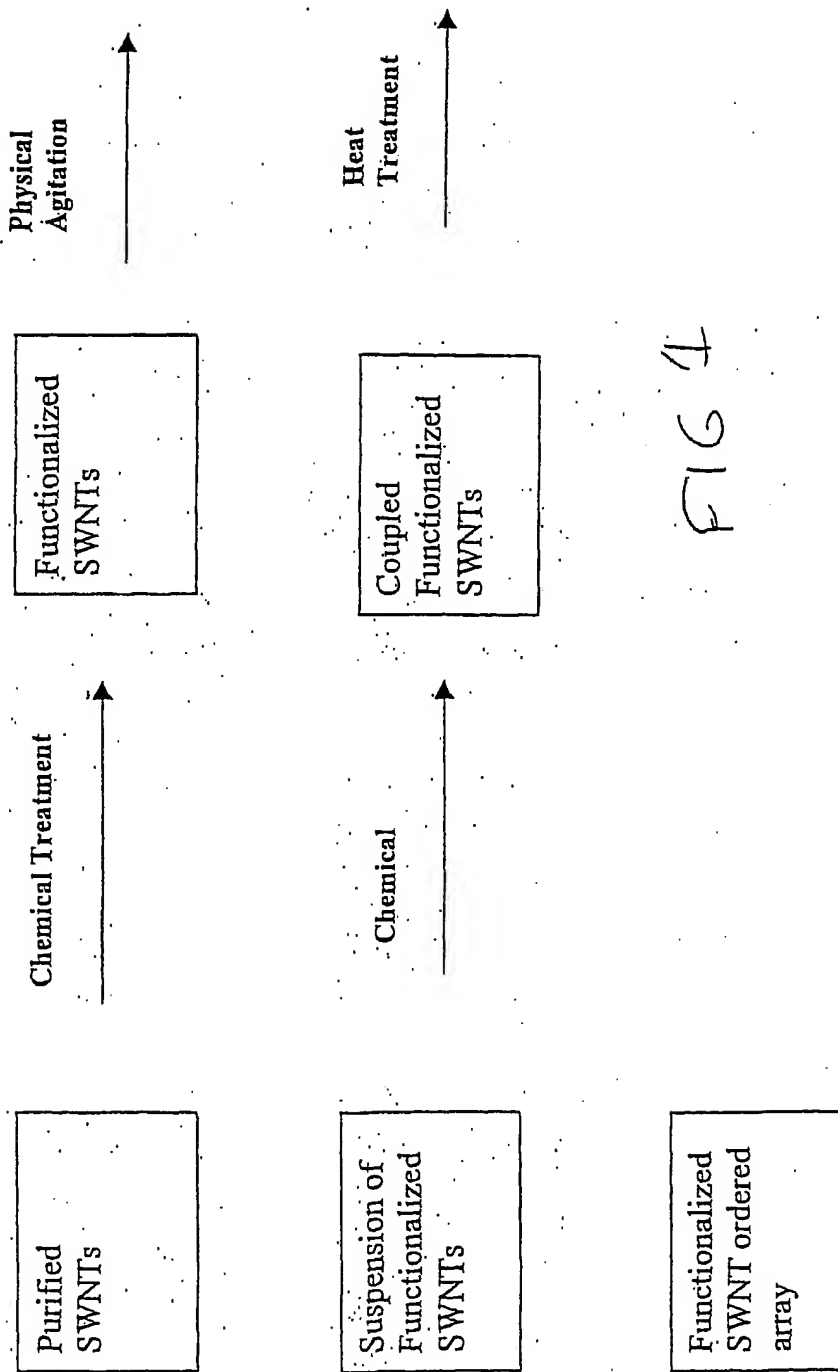 Purified
SWNTs
Chemical Treatment
Functionalized
SWNTs
Physical
Agitation
Suspension of
Functionalized
SWNTs
Chemical
Coupled
Functionalized
SWNTs
Heat
Treatment
Functionalized
SWNT ordered
array
FIG 1